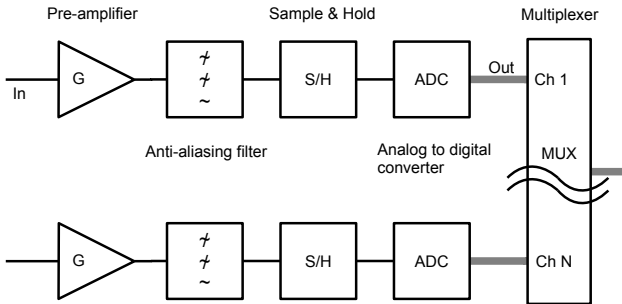 Pre-amplifier Sample & Hold Multiplexer
G S/H ADC Out Ch 1
In
Anti-aliasing filter Analog to digital MUX
converter
G S/H ADC Ch N